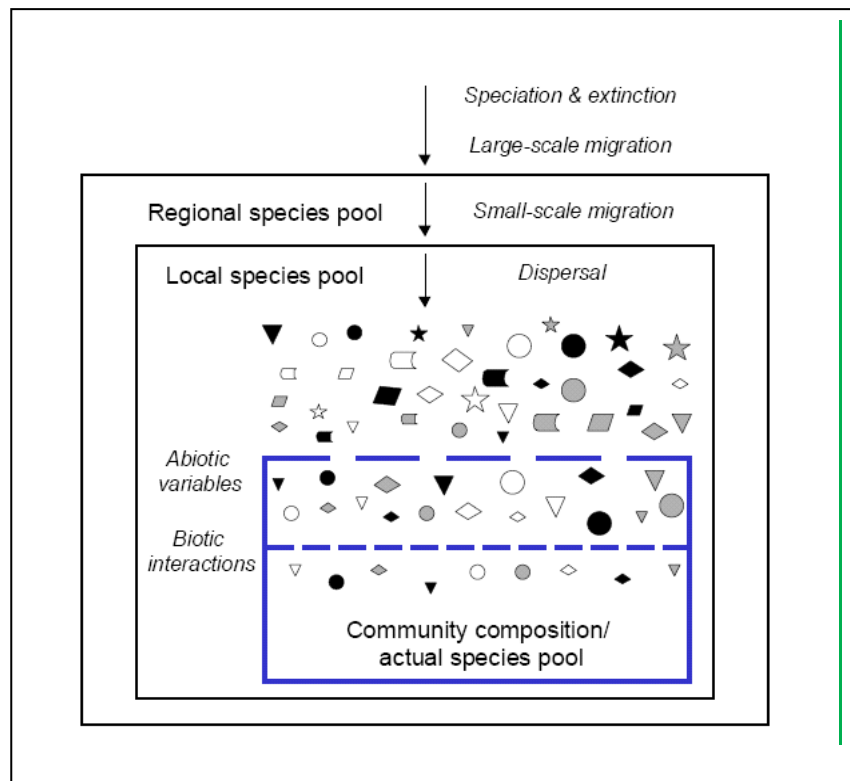 Speciation & extinction
Large-scale migration
Regional species pool
Small-scale migration
Local species pool
Dispersal
Abiotic
variables
Biotic
interactions
Community composition/
actual species pool